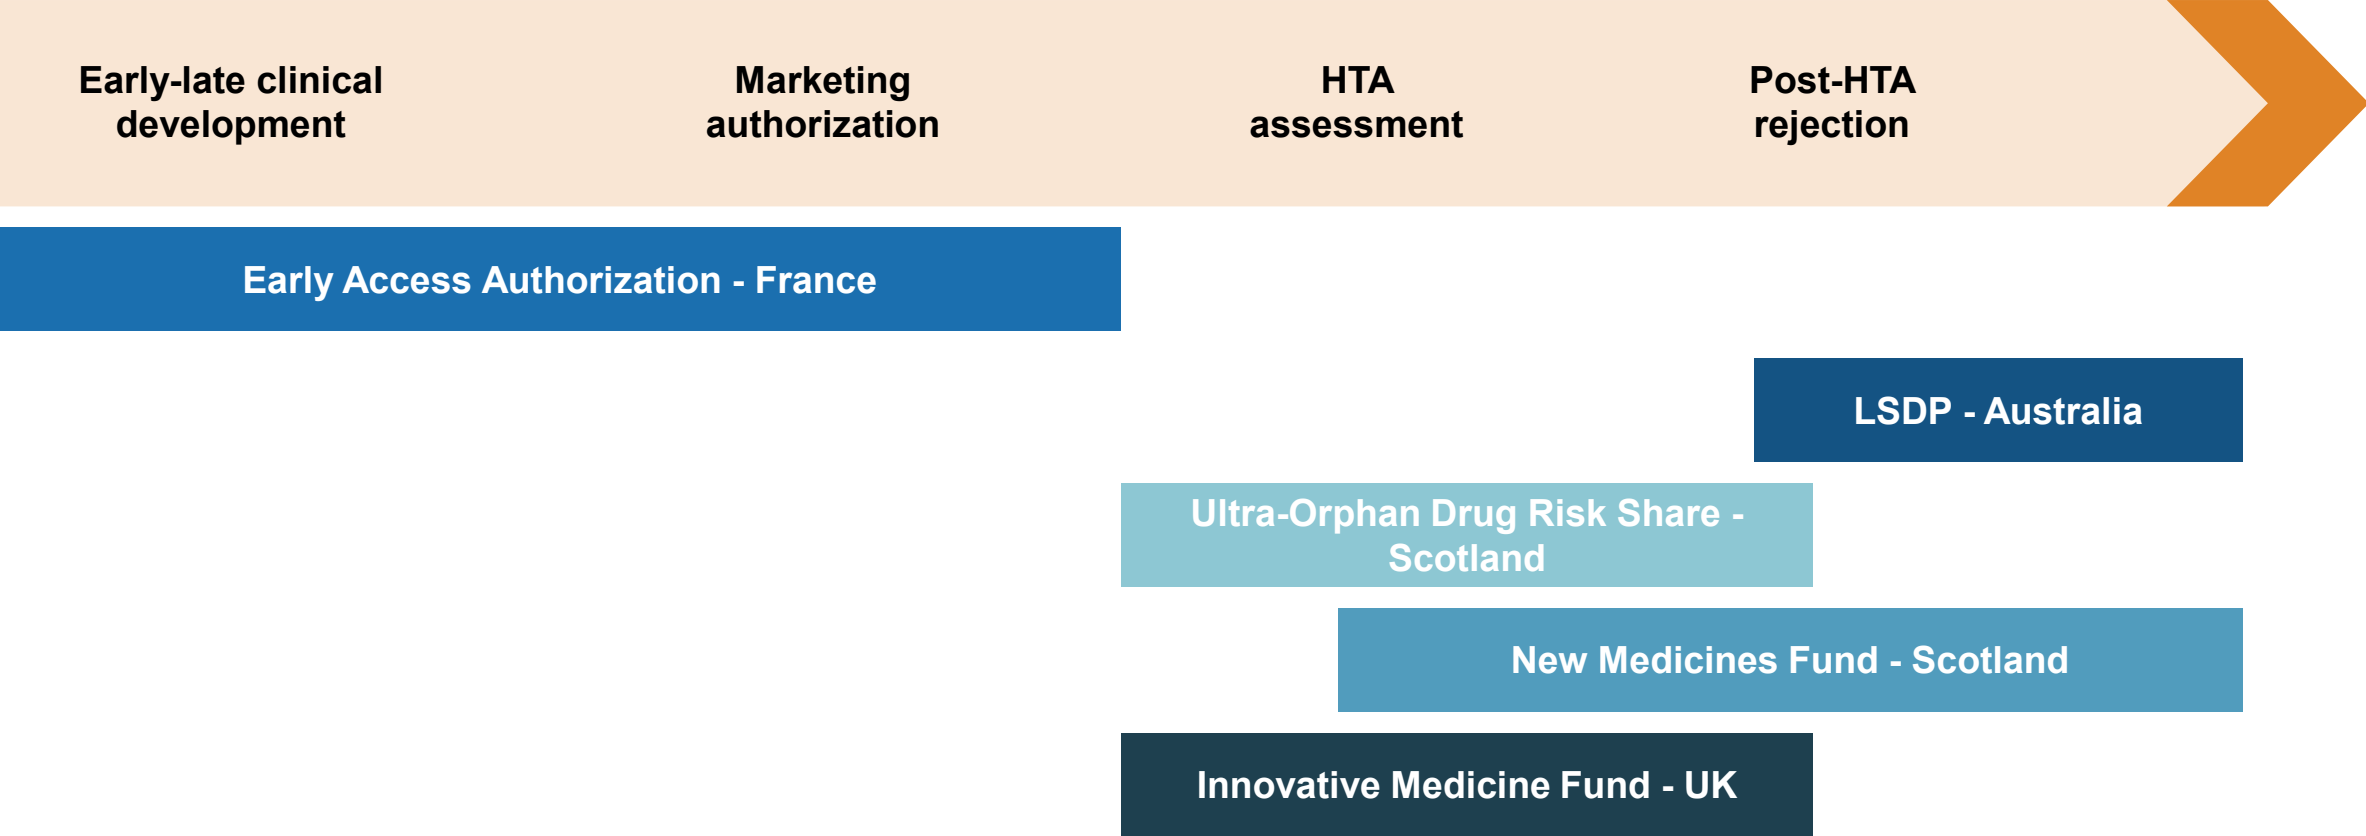 Early-late clinical
development
Marketing
authorization
HTA
assessment
Post-HTA
rejection
Early Access Authorization - France
LSDP - Australia
Ultra-Orphan Drug Risk Share -
Scotland
New Medicines Fund - Scotland
Innovative Medicine Fund - UK